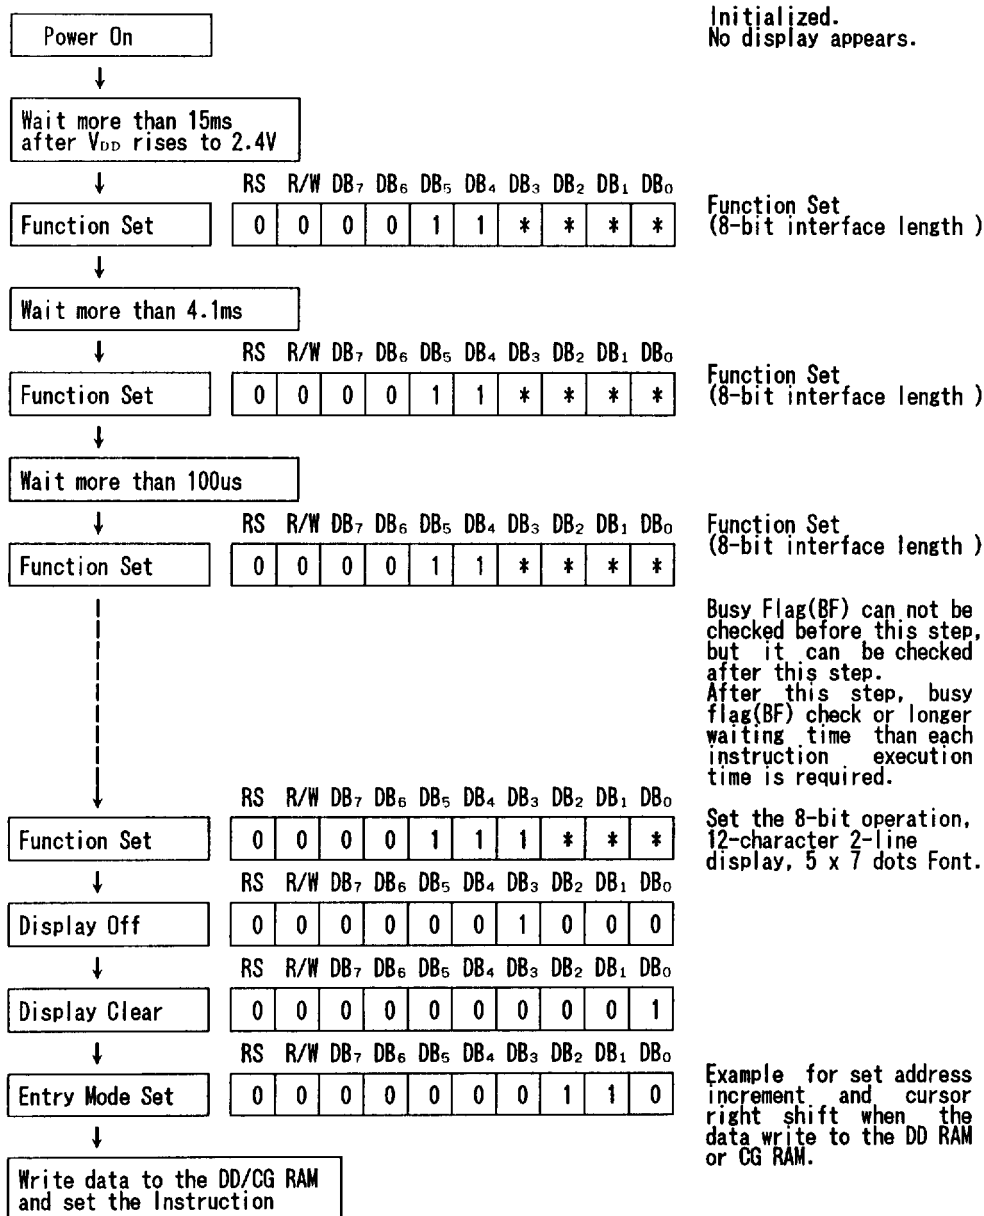 Initialized.
No display appears.
Power On
↓
Wait more than 15ms
after VDD rises to 2.4V
↓
RS R/W DB₇ DB₆ DB₅ DB₄ DB₃ DB₂ DB₁ DB₀
Function Set 0 0 0 0 1 1 * * * *
Function Set
(8-bit interface length )
↓
Wait more than 4.1ms
↓
RS R/W DB₇ DB₆ DB₅ DB₄ DB₃ DB₂ DB₁ DB₀
Function Set 0 0 0 0 1 1 * * * *
Function Set
(8-bit interface length )
↓
Wait more than 100us
↓
RS R/W DB₇ DB₆ DB₅ DB₄ DB₃ DB₂ DB₁ DB₀
Function Set 0 0 0 0 1 1 * * * *
Function Set
(8-bit interface length )
Busy Flag(BF) can not be
checked before this step,
but it can be checked
after this step.
After this step, busy
flag(BF) check or longer
waiting time than each
instruction execution
time is required.
↓
RS R/W DB₇ DB₆ DB₅ DB₄ DB₃ DB₂ DB₁ DB₀
Function Set 0 0 0 0 1 1 1 * * *
Set the 8-bit operation,
12-character 2-line
display, 5 x 7 dots Font.
↓
RS R/W DB₇ DB₆ DB₅ DB₄ DB₃ DB₂ DB₁ DB₀
Display Off 0 0 0 0 0 0 1 0 0 0
↓
RS R/W DB₇ DB₆ DB₅ DB₄ DB₃ DB₂ DB₁ DB₀
Display Clear 0 0 0 0 0 0 0 0 0 1
↓
RS R/W DB₇ DB₆ DB₅ DB₄ DB₃ DB₂ DB₁ DB₀
Entry Mode Set 0 0 0 0 0 0 0 1 1 0
Example for set address
increment and cursor
right shift when the
data write to the DD RAM
or CG RAM.
↓
Write data to the DD/CG RAM
and set the Instruction